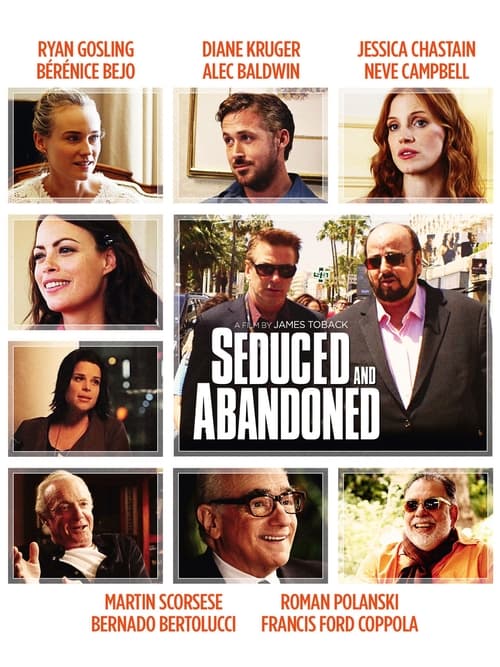 RYAN GOSLING
BÉRÉNICE BEJO
DIANE KRUGER
ALEC BALDWIN
JESSICA CHASTAIN
NEVE CAMPBELL
A FILM BY JAMES TOBACK
SEDUCED AND
ABANDONED
MARTIN SCORSESE
BERNADO BERTOLUCCI
ROMAN POLANSKI
FRANCIS FORD COPPOLA